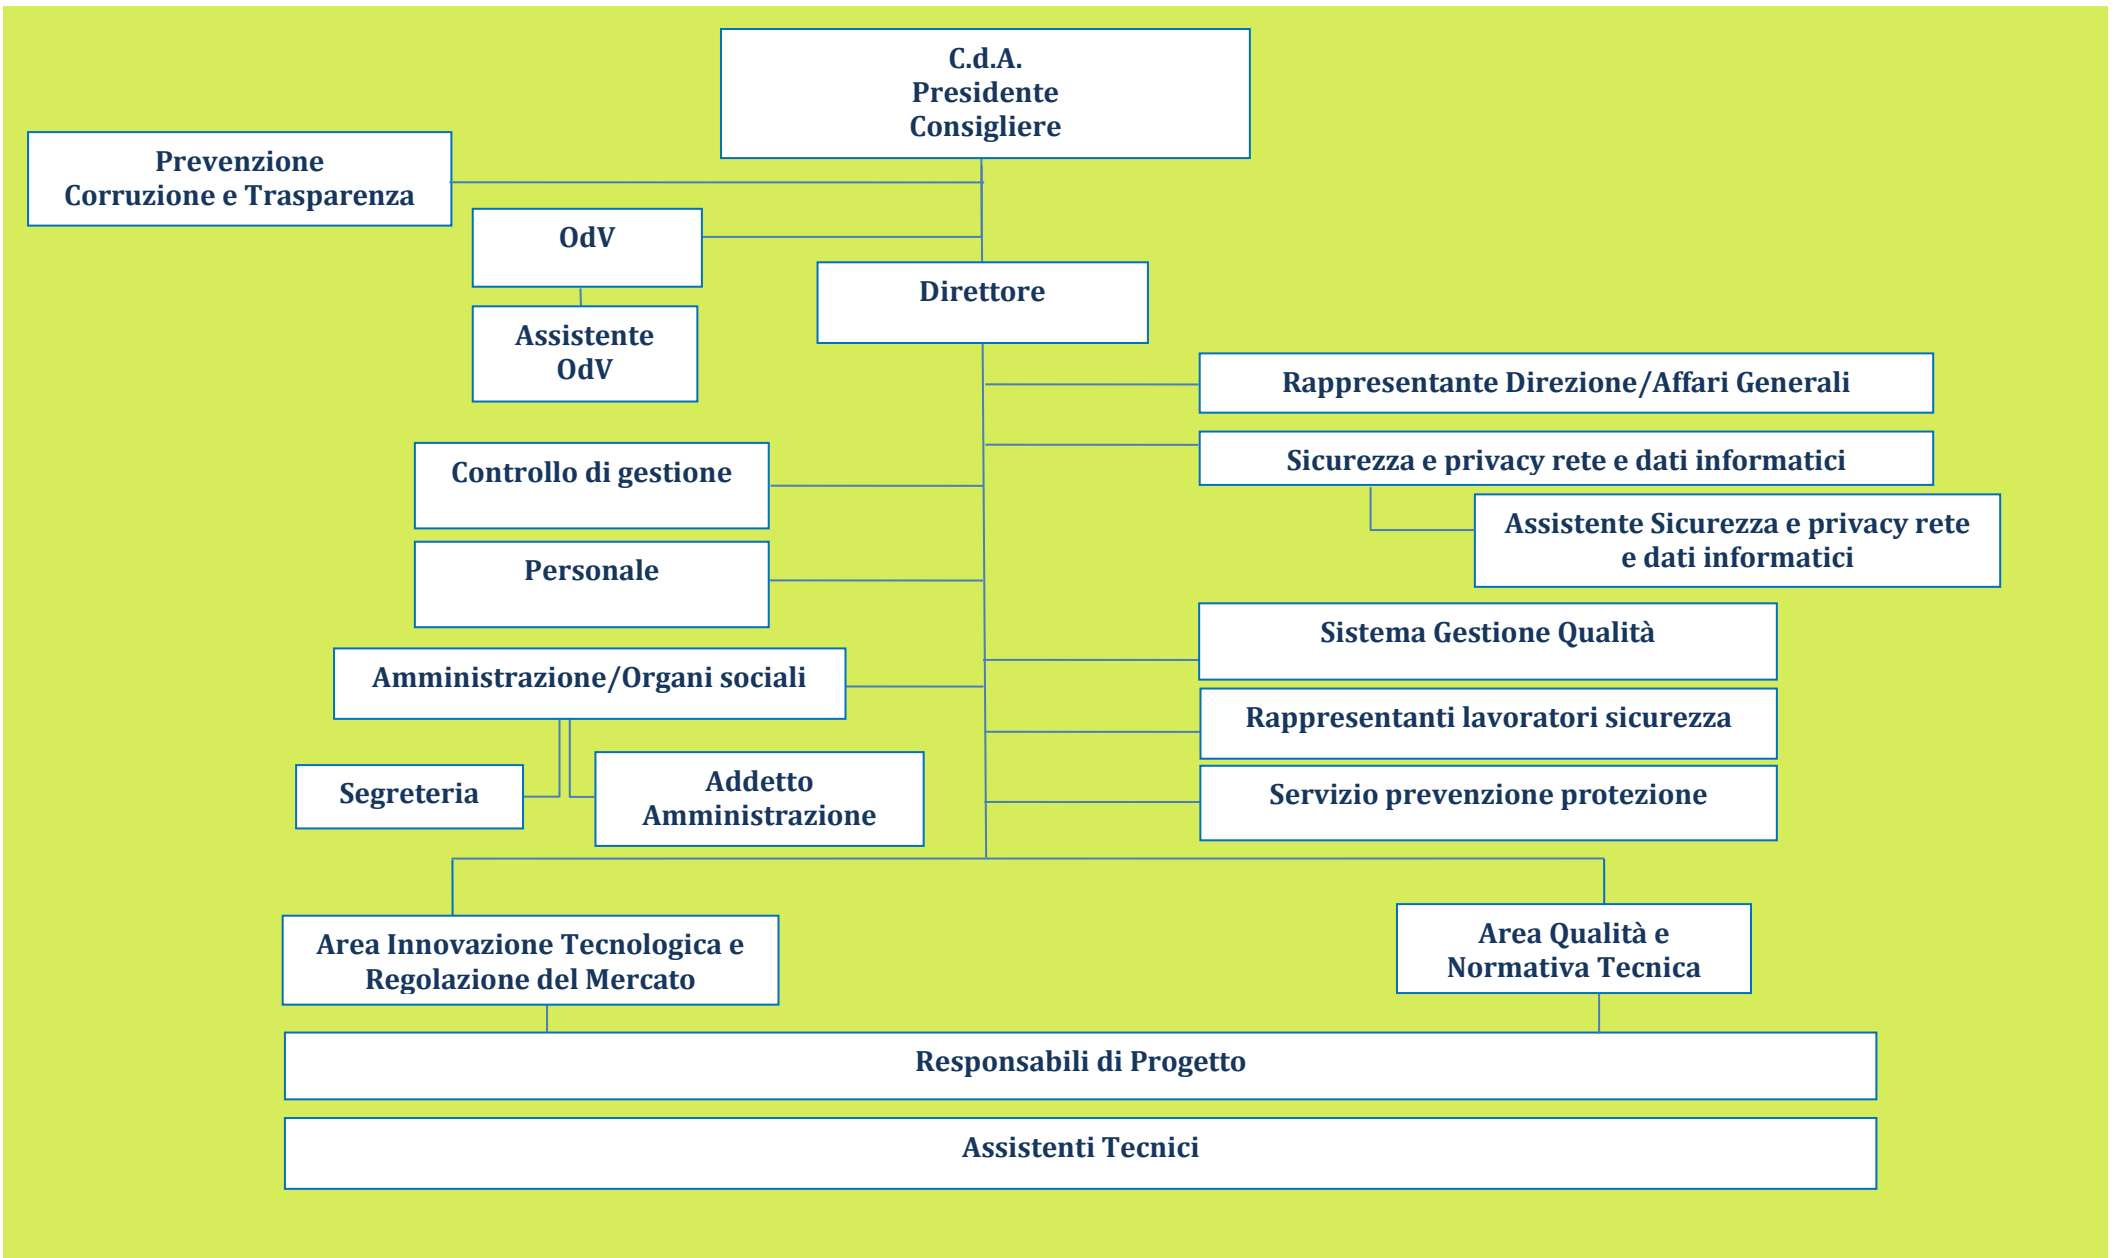 C.d.A.
Presidente
Consigliere
Prevenzione
Corruzione e Trasparenza
OdV
Direttore
Assistente
OdV
Rappresentante Direzione/Affari Generali
Controllo di gestione
Sicurezza e privacy rete e dati informatici
Assistente Sicurezza e privacy rete
e dati informatici
Personale
Sistema Gestione Qualità
Amministrazione/Organi sociali
Rappresentanti lavoratori sicurezza
Segreteria
Addetto
Amministrazione
Servizio prevenzione protezione
Area Innovazione Tecnologica e
Regolazione del Mercato
Area Qualità e
Normativa Tecnica
Responsabili di Progetto
Assistenti Tecnici